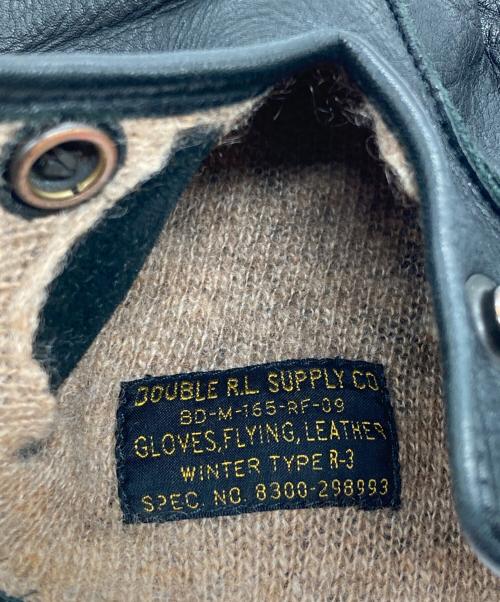 DOUBLE R.L. SUPPLY CO.
BD-M-165-RF-09
GLOVES,FLYING,LEATHER
WINTER TYPE R-3
SPEC. NO. 8300-298993